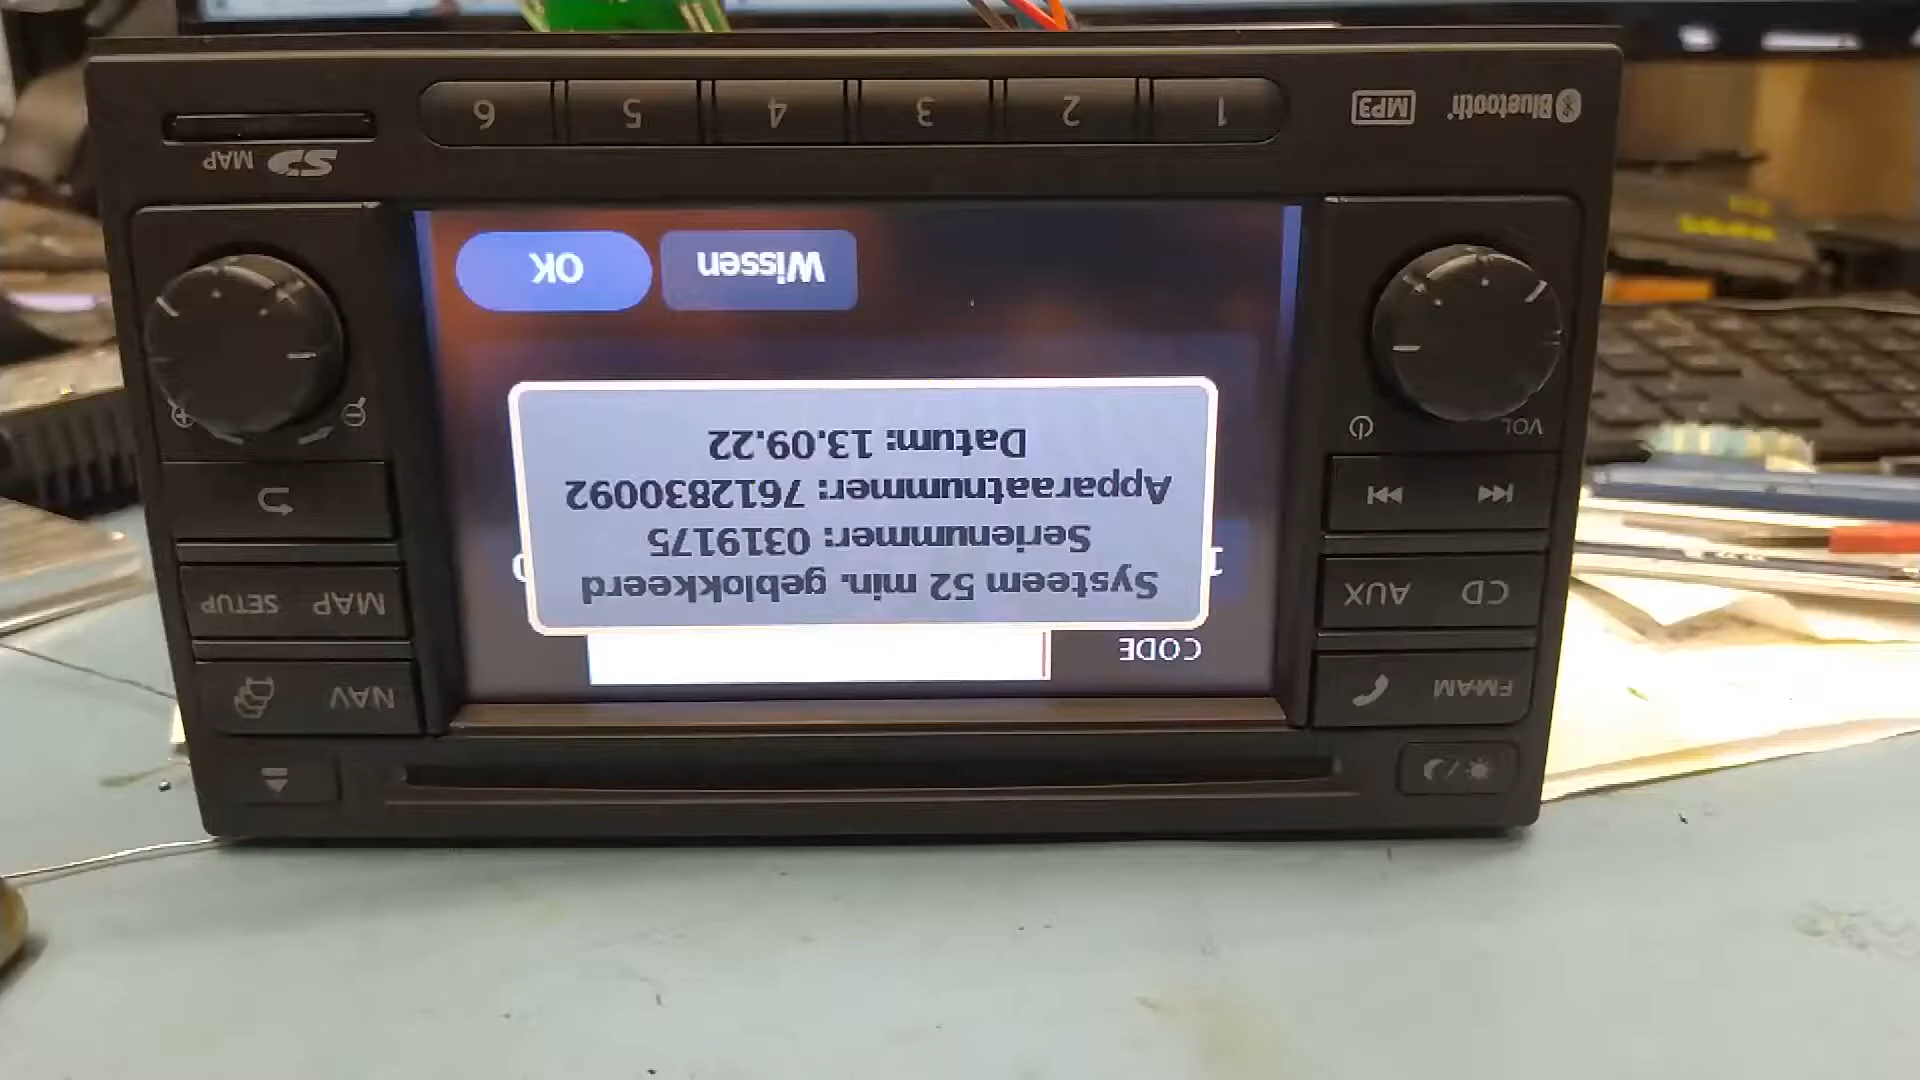 FM·AM
NAV
CD AUX
MAP SETUP
CODE
Systeem 52 min. geblokkeerd
Serienummer: 0319175
Apparaatnummer: 7612830092
Datum: 13.09.22
Wissen OK
VOL
Bluetooth
MP3
1 2 3 4 5 6
SD MAP